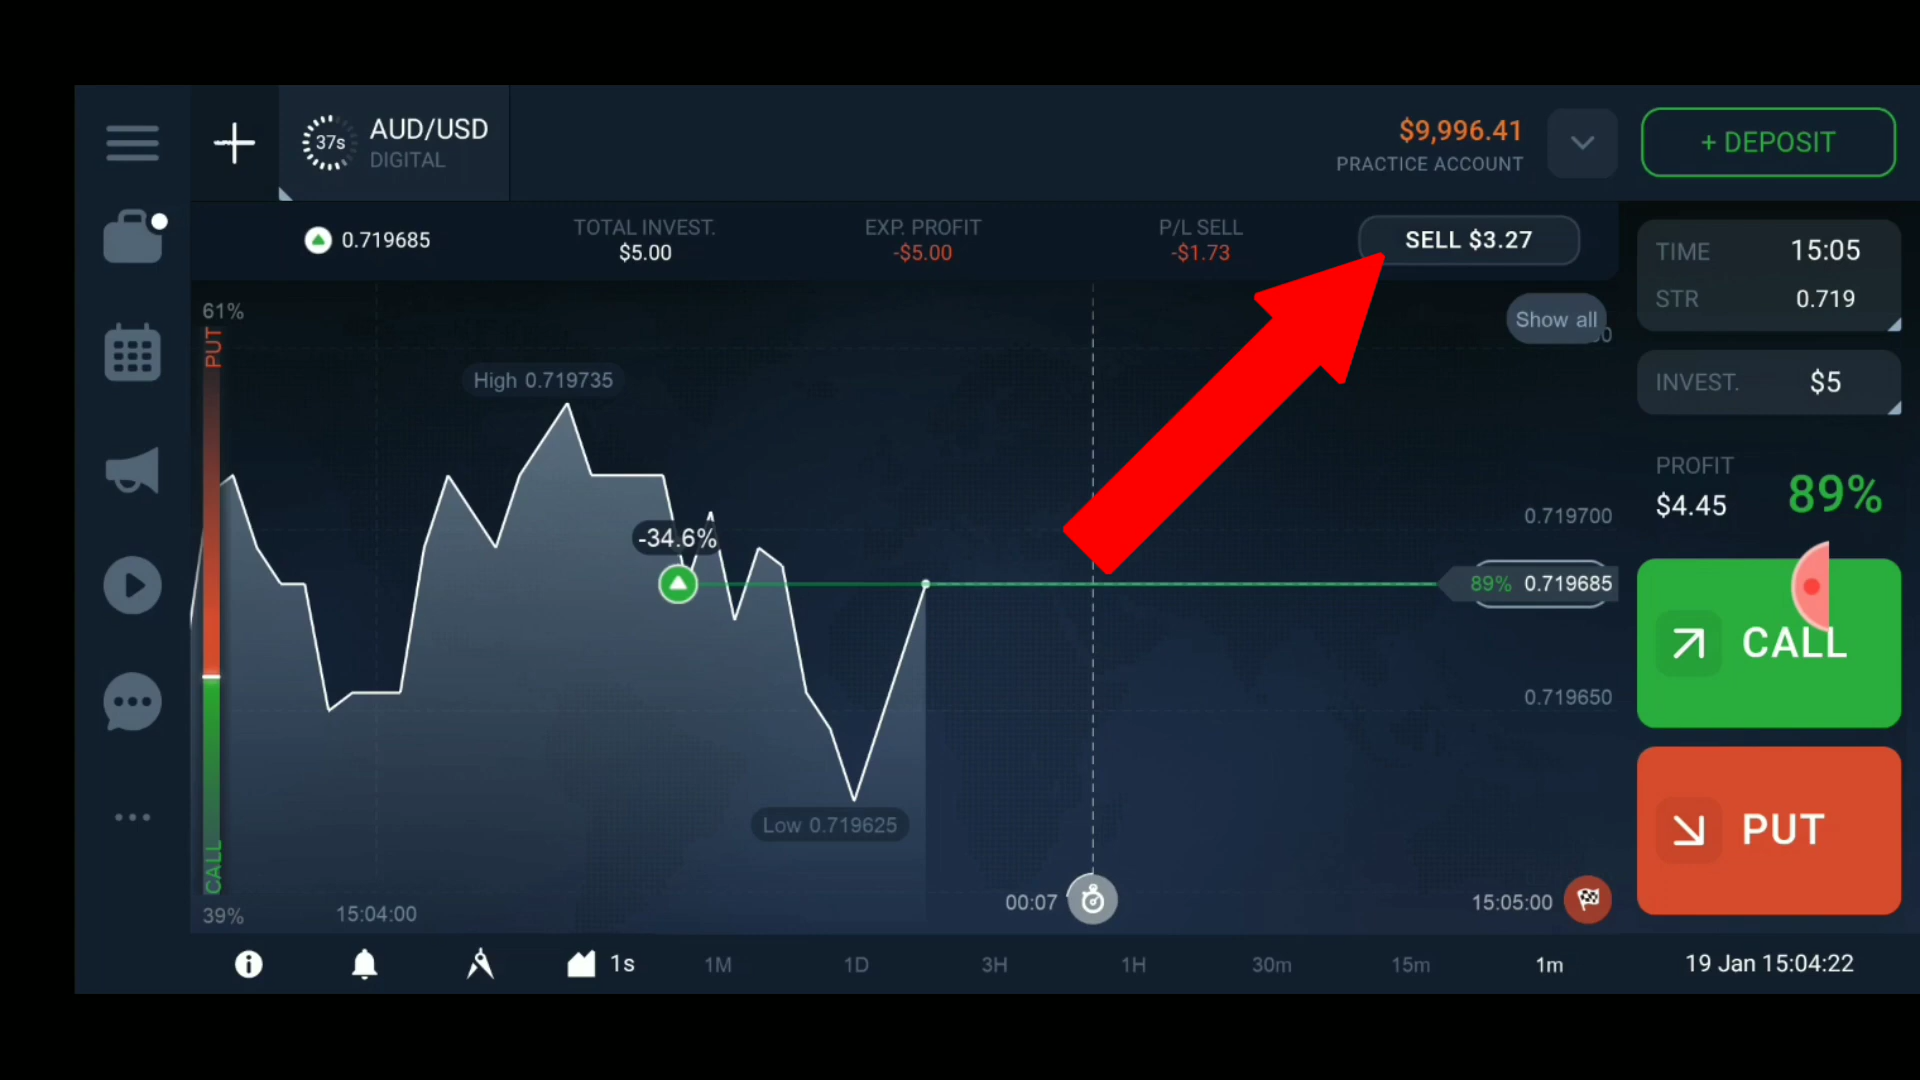 37s
AUD/USD
DIGITAL
$9,996.41
PRACTICE ACCOUNT
+ DEPOSIT
0.719685
TOTAL INVEST.
$5.00
EXP. PROFIT
-$5.00
P/L SELL
-$1.73
SELL $3.27
TIME 15:05
STR 0.719
Show all
INVEST. $5
PROFIT
$4.45
89%
CALL
PUT
61%
PUT
High 0.719735
-34.6%
0.719700
89% 0.719685
0.719650
Low 0.719625
CALL
39%
15:04:00
00:07
15:05:00
1s
1M
1D
3H
1H
30m
15m
1m
19 Jan 15:04:22